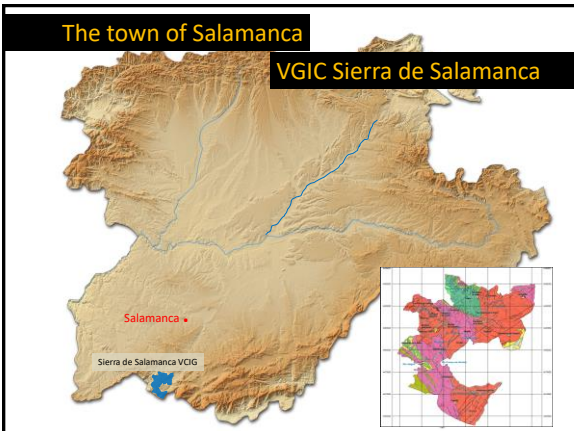 The town of Salamanca
VGIC Sierra de Salamanca
Salamanca
Sierra de Salamanca VCIG